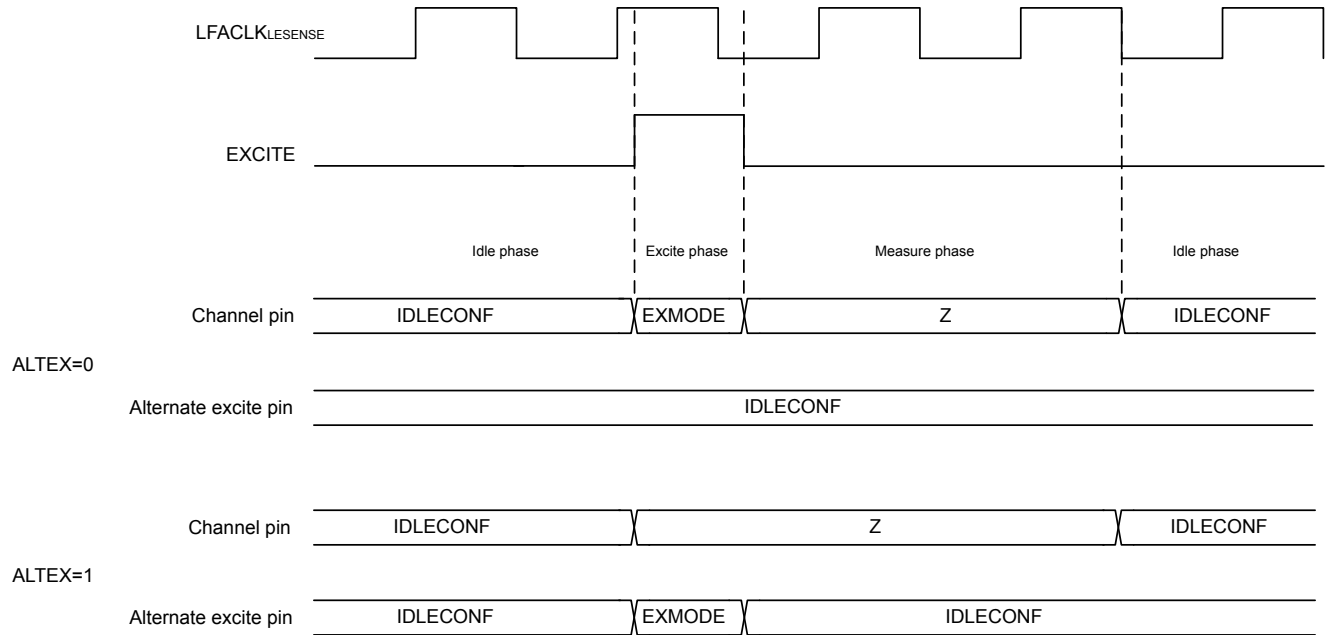 LFACLKLESENSE
EXCITE
Idle phase Excite phase Measure phase Idle phase
Channel pin IDLECONF EXMODE Z IDLECONF
ALTEX=0
Alternate excite pin IDLECONF
Channel pin IDLECONF Z IDLECONF
ALTEX=1
Alternate excite pin IDLECONF EXMODE IDLECONF